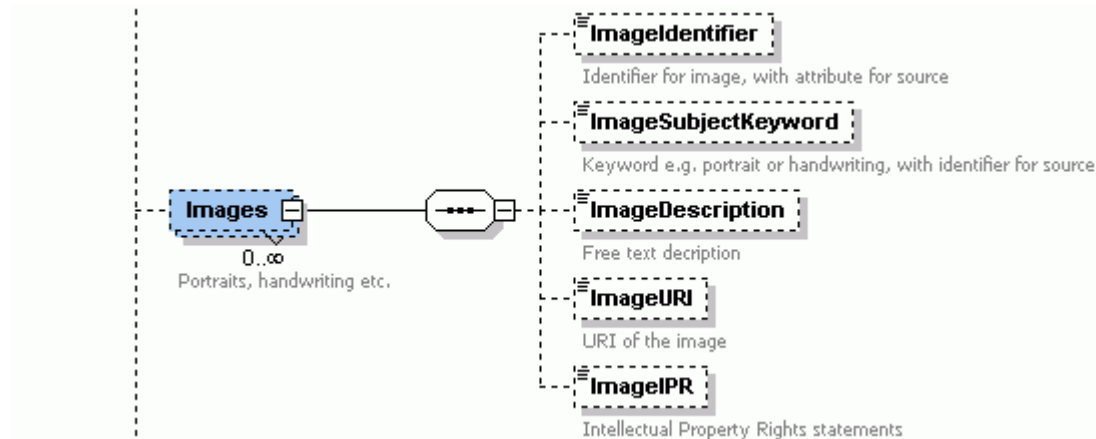 ImageIdentifier
Identifier for image, with attribute for source
ImageSubjectKeyword
Keyword e.g. portrait or handwriting, with identifier for source
Images
0..∞
Portraits, handwriting etc.
ImageDescription
Free text decription
ImageURI
URI of the image
ImageIPR
Intellectual Property Rights statements